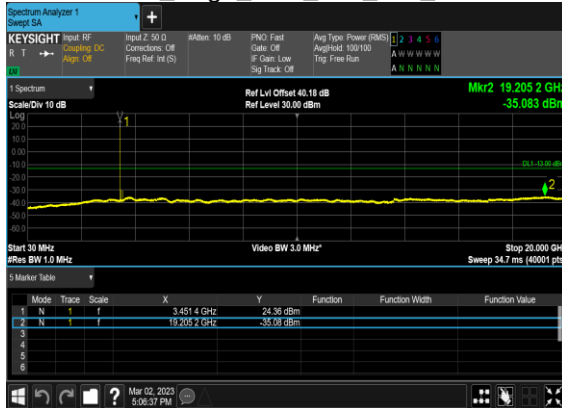 Spectrum Analyzer 1
Swept SA
+
KEYSIGHT Input: RF Input Z: 50 Ω #Atten: 10 dB PNO: Fast Avg Type: Power (RMS) 1 2 3 4 5 6
R T Coupling: DC Corrections: Off Gate: Off Avg|Hold: 100/100 A W W W W W
Align: Off Freq Ref: Int (S) IF Gain: Low Trig: Free Run
LU Sig Track: Off A N N N N N
1 Spectrum Ref Lvl Offset 40.18 dB Mkr2 19.205 2 GHz
Scale/Div 10 dB Ref Level 30.00 dBm -35.083 dBm
Log
20.0 1
10.0
0.00
-10.0 DL1 -13.00 dBm
-20.0
-30.0 2
-40.0
-50.0
-60.0
Start 30 MHz Video BW 3.0 MHz* Stop 20.000 GH
#Res BW 1.0 MHz Sweep 34.7 ms (40001 pts
5 Marker Table
Mode Trace Scale X Y Function Function Width Function Value
1 N 1 f 3.451 4 GHz 24.36 dBm
2 N 1 f 19.205 2 GHz -35.08 dBm
3
4
5
6
? Mar 02, 2023
5:06:37 PM